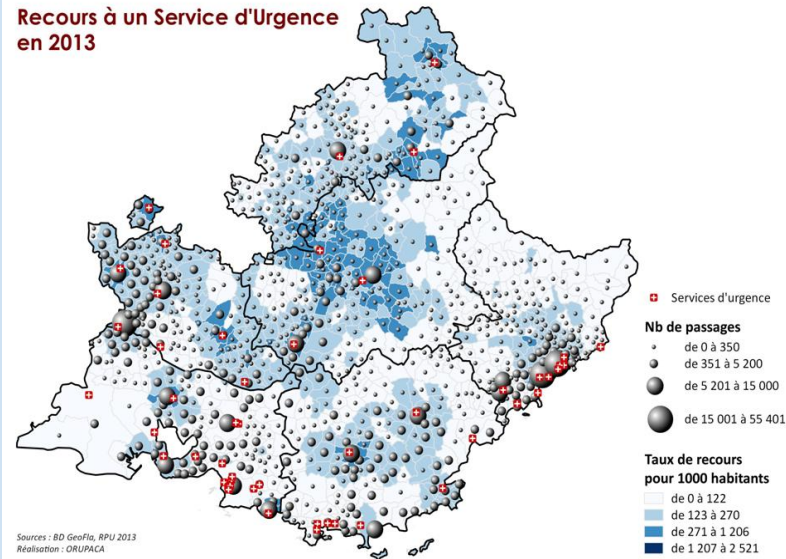 Recours à un Service d'Urgence
en 2013
Services d'urgence
Nb de passages
de 0 à 350
de 351 à 5 200
de 5 201 à 15 000
de 15 001 à 55 401
Taux de recours
pour 1000 habitants
de 0 à 122
de 123 à 270
de 271 à 1 206
de 1 207 à 2 521
Sources : BD GeoFla, RPU 2013
Réalisation : ORUPACA